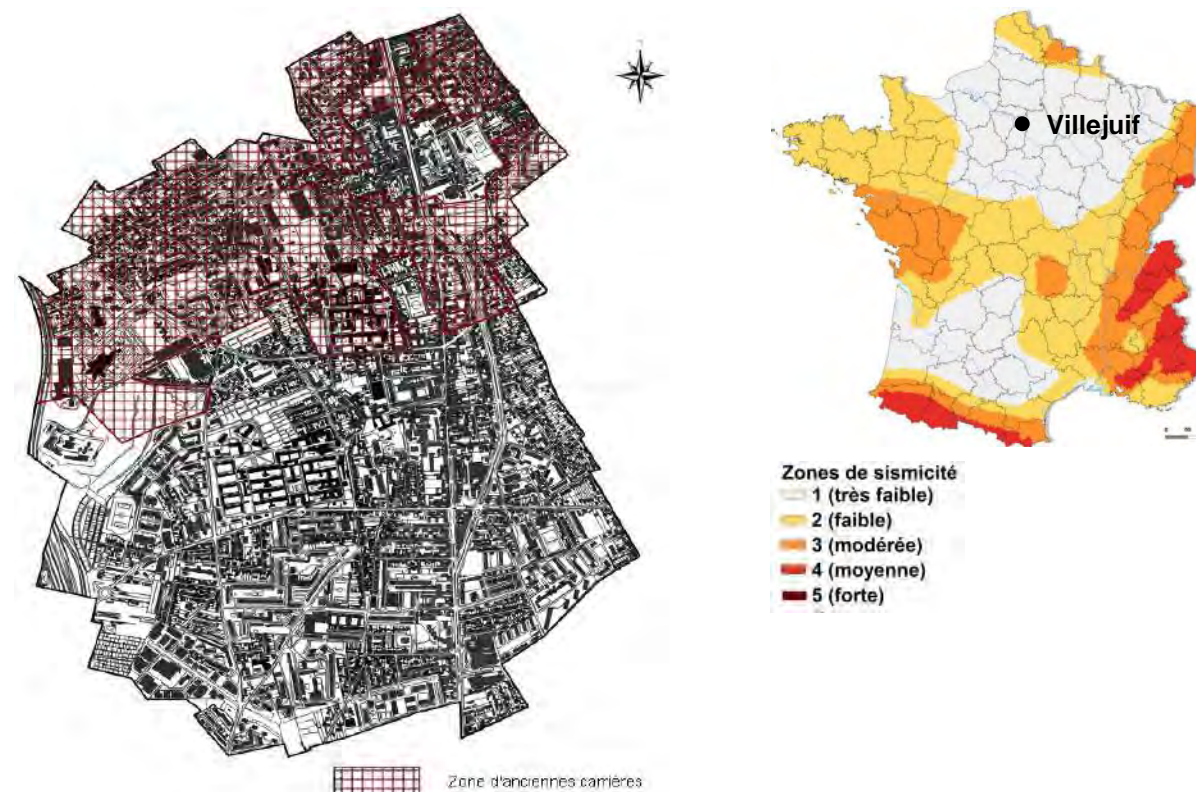 Villejuif
Zones de sismicité
1 (très faible)
2 (faible)
3 (modérée)
4 (moyenne)
5 (forte)
Zone d'anciennes carrières